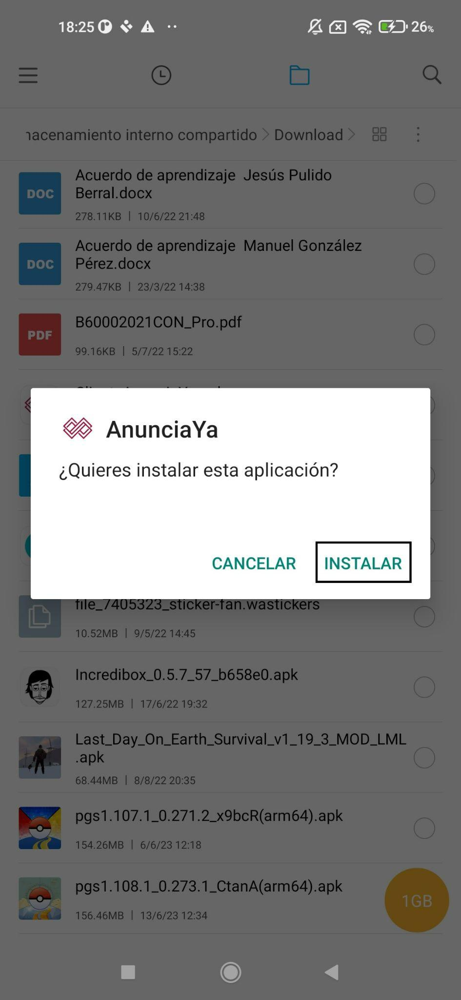 18:25
26%
nacenamiento interno compartido > Download >
DOC
Acuerdo de aprendizaje  Jesús Pulido
Berral.docx
278.11KB | 10/6/22 21:48
DOC
Acuerdo de aprendizaje  Manuel González
Pérez.docx
279.47KB | 23/3/22 14:38
PDF
B60002021CON_Pro.pdf
99.16KB | 5/7/22 15:22
AnunciaYa
¿Quieres instalar esta aplicación?
CANCELAR
INSTALAR
file_7405323_sticker-fan.wastickers
10.52MB | 9/5/22 14:45
Incredibox_0.5.7_57_b658e0.apk
127.25MB | 17/6/22 19:32
Last_Day_On_Earth_Survival_v1_19_3_MOD_LML
.apk
68.44MB | 8/8/22 20:35
pgs1.107.1_0.271.2_x9bcR(arm64).apk
154.26MB | 6/6/23 12:18
pgs1.108.1_0.273.1_CtanA(arm64).apk
156.46MB | 13/6/23 12:34
1GB